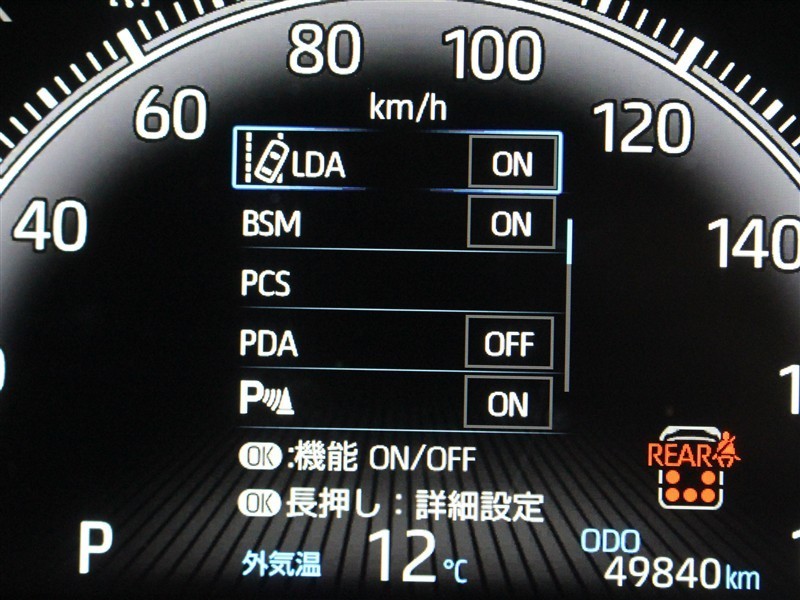 80 100
km/h
60 120
LDA ON
40 BSM ON 140
PCS
PDA OFF
P ON
OK:機能 ON/OFF
REAR
OK長押し:詳細設定
P 外気温 12℃ ODO
49840km